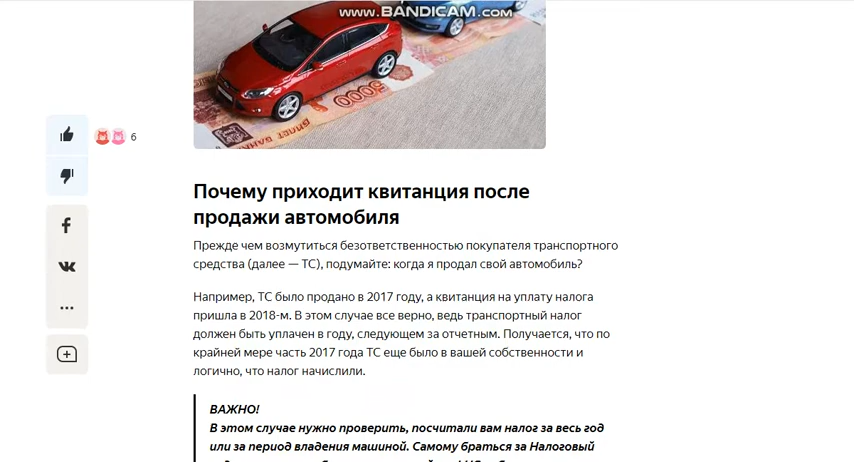 www.BANDICAM.com
5000
БИЛЕТ БАНКА
6
Почему приходит квитанция после
продажи автомобиля
Прежде чем возмутиться безответственностью покупателя транспортного
средства (далее — ТС), подумайте: когда я продал свой автомобиль?
Например, ТС было продано в 2017 году, а квитанция на уплату налога
пришла в 2018-м. В этом случае все верно, ведь транспортный налог
должен быть уплачен в году, следующем за отчетным. Получается, что по
крайней мере часть 2017 года ТС еще было в вашей собственности и
логично, что налог начислили.
ВАЖНО!
В этом случае нужно проверить, посчитали вам налог за весь год
или за период владения машиной. Самому браться за Налоговый